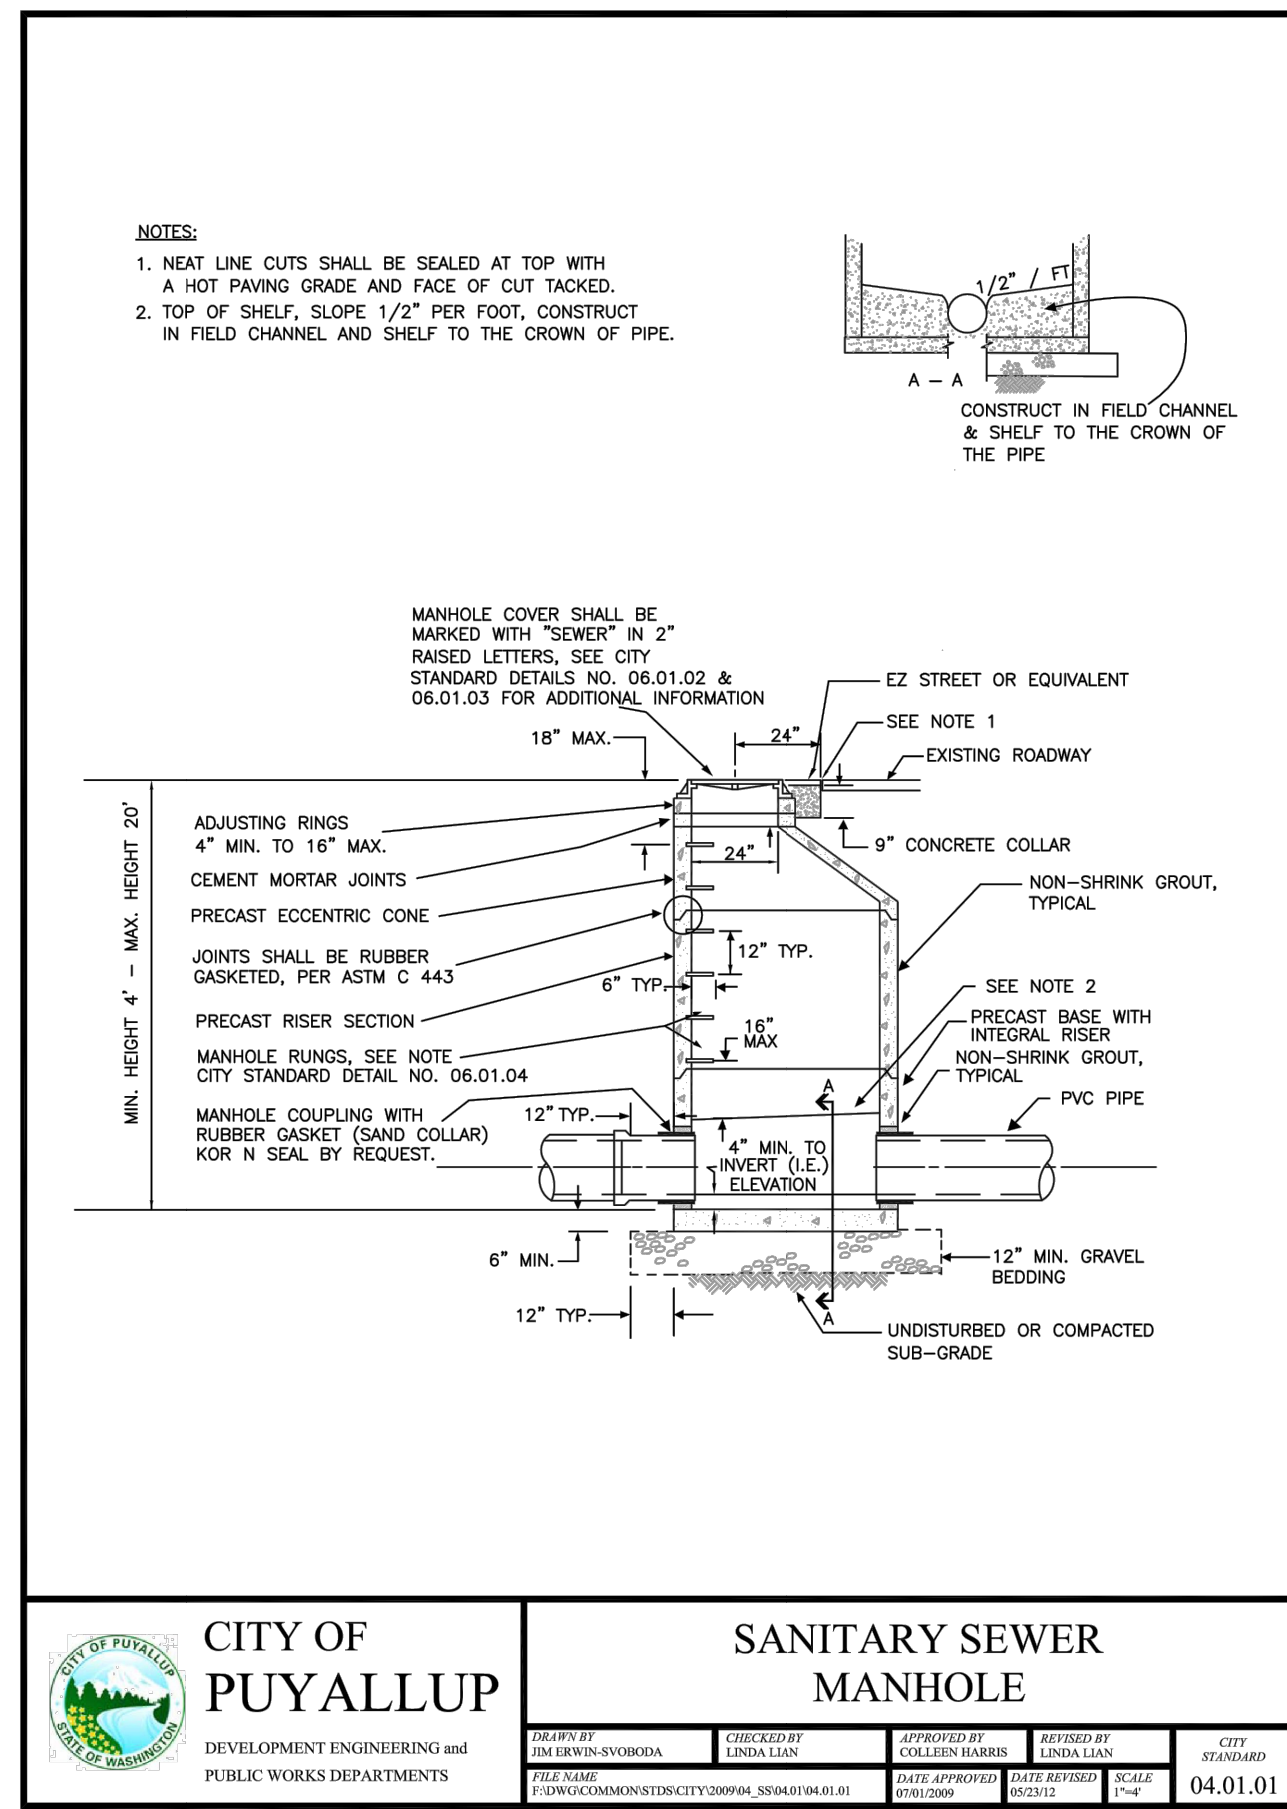 NOTES:
1. NEAT LINE CUTS SHALL BE SEALED AT TOP WITH
A HOT PAVING GRADE AND FACE OF CUT TACKED.
2. TOP OF SHELF, SLOPE 1/2" PER FOOT, CONSTRUCT
IN FIELD CHANNEL AND SHELF TO THE CROWN OF PIPE.
1/2" / FT
A – A
CONSTRUCT IN FIELD CHANNEL
& SHELF TO THE CROWN OF
THE PIPE
MANHOLE COVER SHALL BE
MARKED WITH "SEWER" IN 2"
RAISED LETTERS, SEE CITY
STANDARD DETAILS NO. 06.01.02 &
06.01.03 FOR ADDITIONAL INFORMATION
EZ STREET OR EQUIVALENT
SEE NOTE 1
18" MAX.
24"
EXISTING ROADWAY
MIN. HEIGHT 4' – MAX. HEIGHT 20'
ADJUSTING RINGS
4" MIN. TO 16" MAX.
9" CONCRETE COLLAR
24"
CEMENT MORTAR JOINTS
NON–SHRINK GROUT,
TYPICAL
PRECAST ECCENTRIC CONE
JOINTS SHALL BE RUBBER
GASKETED, PER ASTM C 443
12" TYP.
6" TYP.
SEE NOTE 2
PRECAST RISER SECTION
16"
MAX
PRECAST BASE WITH
INTEGRAL RISER
MANHOLE RUNGS, SEE NOTE
CITY STANDARD DETAIL NO. 06.01.04
NON–SHRINK GROUT,
TYPICAL
A
PVC PIPE
MANHOLE COUPLING WITH
RUBBER GASKET (SAND COLLAR)
KOR N SEAL BY REQUEST.
12" TYP.
4" MIN. TO
INVERT (I.E.)
ELEVATION
6" MIN.
12" MIN. GRAVEL
BEDDING
12" TYP.
A
UNDISTURBED OR COMPACTED
SUB–GRADE
CITY OF PUYALLUP
STATE OF WASHINGTON
CITY OF
PUYALLUP
DEVELOPMENT ENGINEERING and
PUBLIC WORKS DEPARTMENTS
SANITARY SEWER
MANHOLE
DRAWN BY
JIM ERWIN-SVOBODA
CHECKED BY
LINDA LIAN
APPROVED BY
COLLEEN HARRIS
REVISED BY
LINDA LIAN
CITY
STANDARD
04.01.01
FILE NAME
F:\DWG\COMMON\STDS\CITY\2009\04_SS\04.01\04.01.01
DATE APPROVED
07/01/2009
DATE REVISED
05/23/12
SCALE
1"=4'